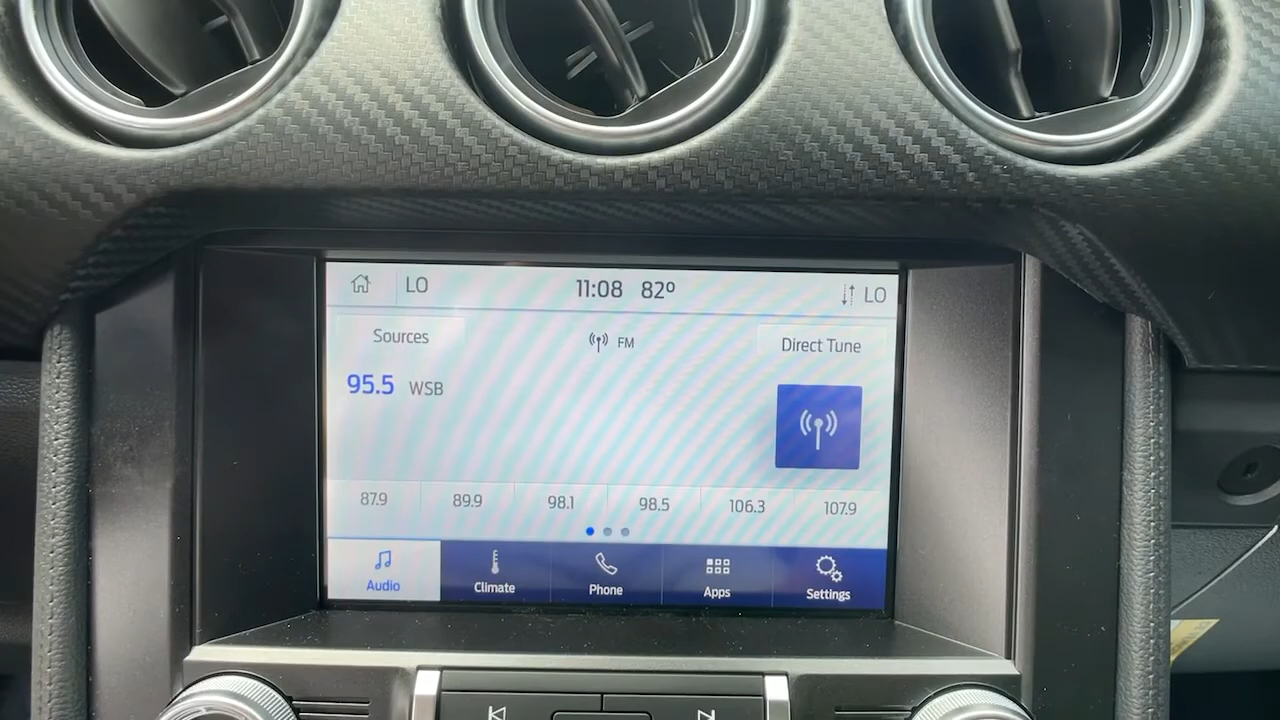 LO 11:08 82° LO
Sources FM Direct Tune
95.5 WSB
87.9 89.9 98.1 98.5 106.3 107.9
Audio Climate Phone Apps Settings